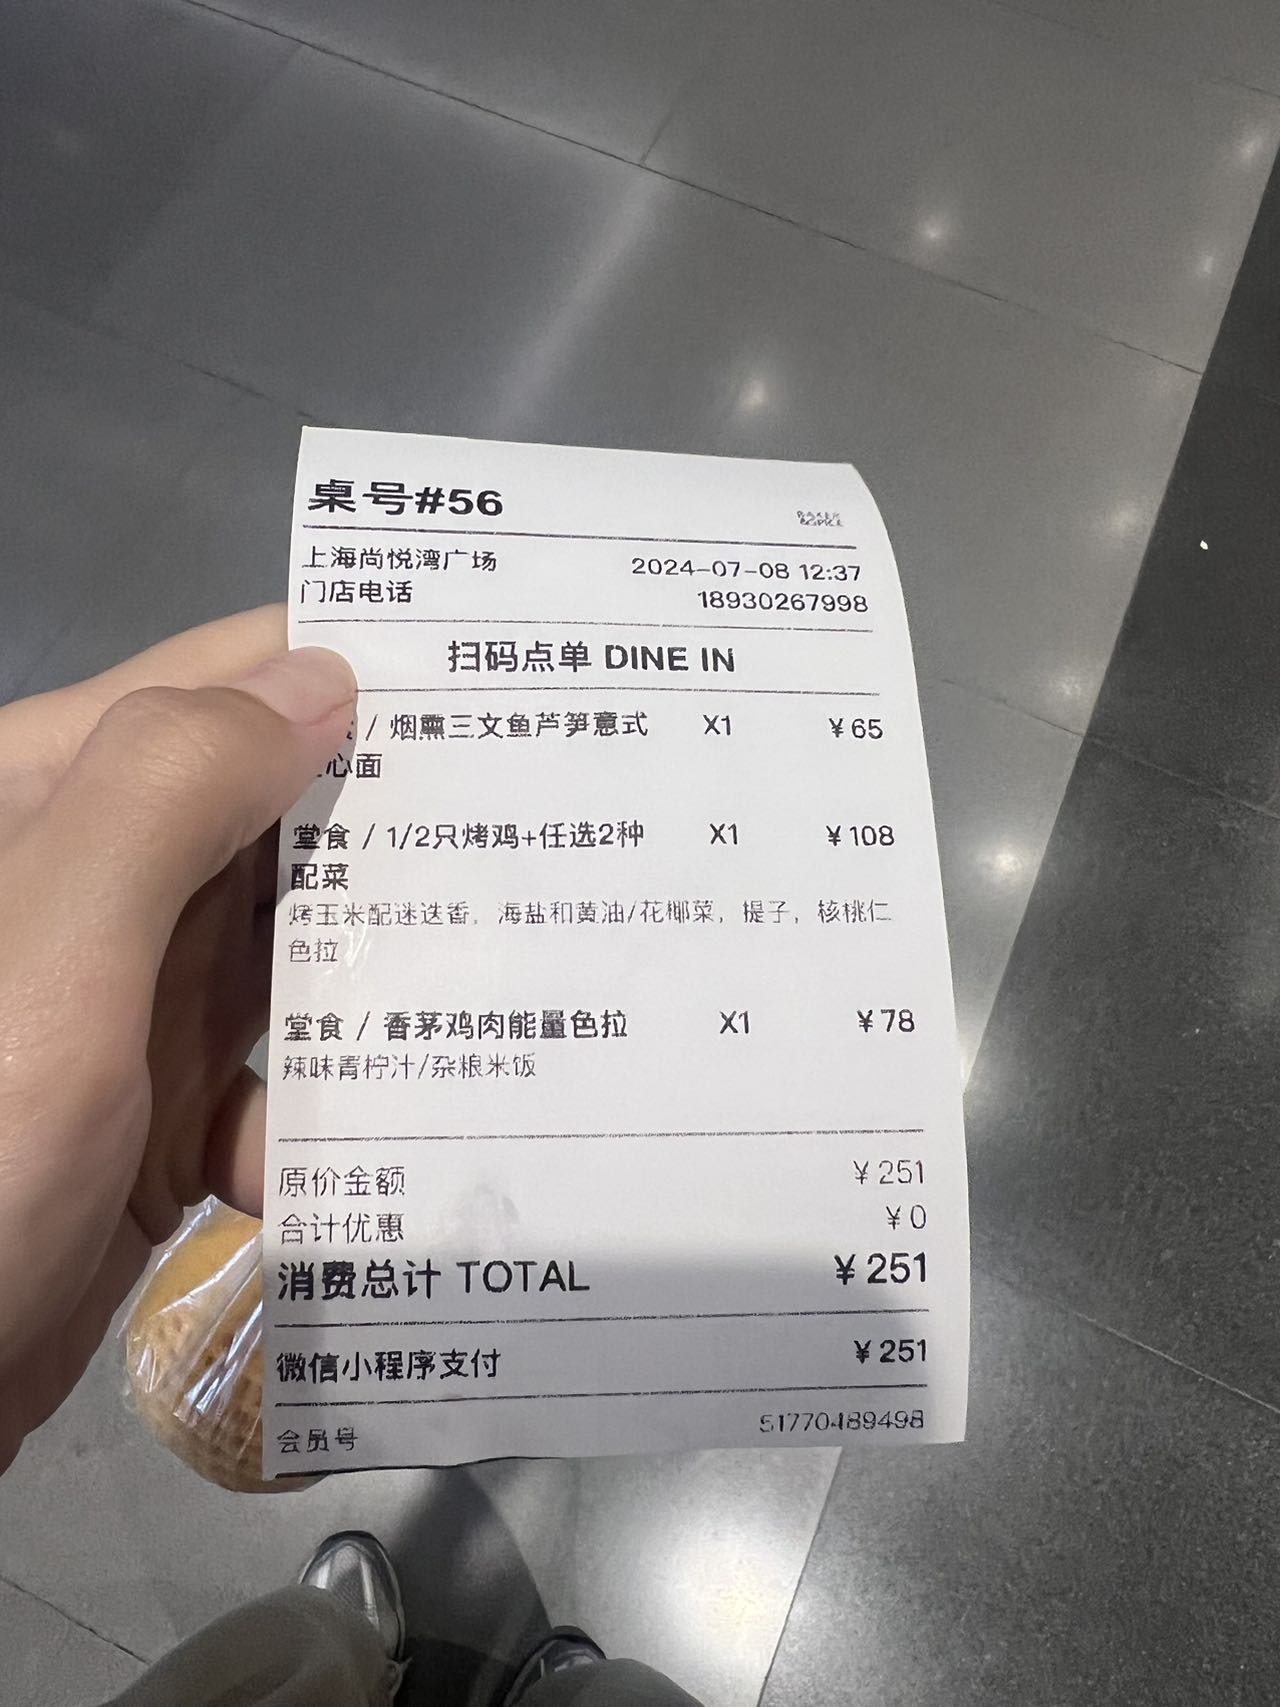 桌号#56
BAKER
&SPICE
上海尚悦湾广场 2024-07-08 12:37
门店电话 18930267998
扫码点单 DINE IN
/ 烟熏三文鱼芦笋意式 X1 ¥65
心面
堂食 / 1/2只烤鸡+任选2种 X1 ¥108
配菜
烤玉米配迷迭香，海盐和黄油/花椰菜，提子，核桃仁
色拉
堂食 / 香茅鸡肉能量色拉 X1 ¥78
辣味青柠汁/杂粮米饭
原价金额 ¥251
合计优惠 ¥0
消费总计 TOTAL ¥251
微信小程序支付 ¥251
会员号 51770489498